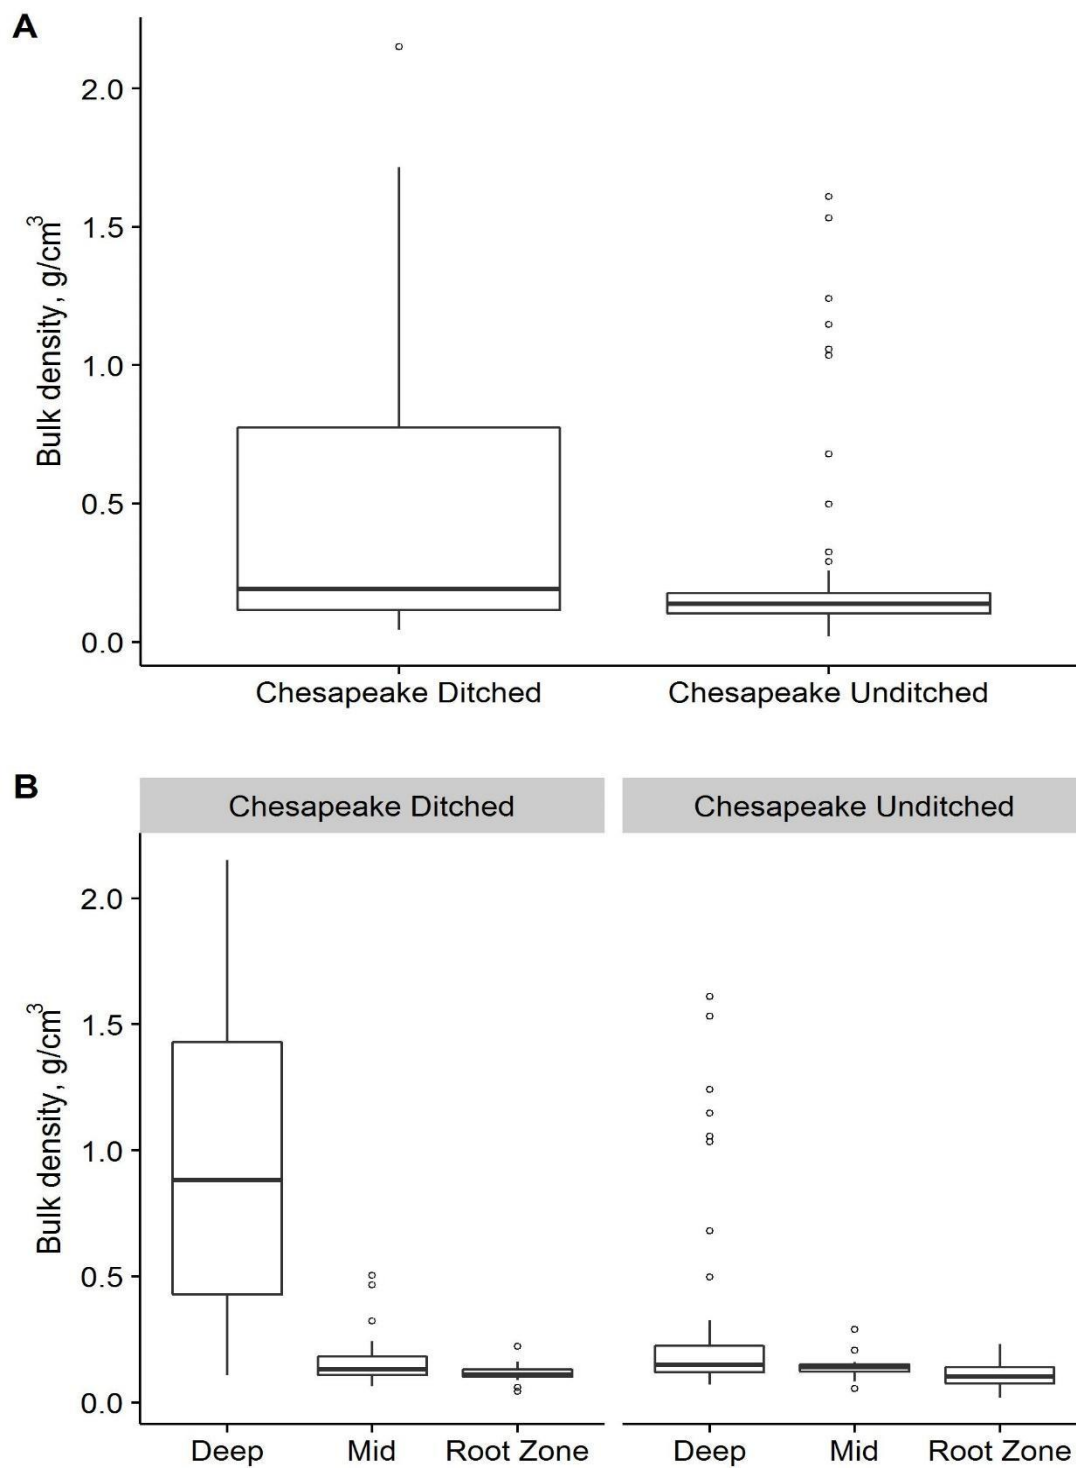 A
2.0
1.5
1.0
0.5
0.0
Bulk density, g/cm³
Chesapeake Ditched Chesapeake Unditched
B
Chesapeake Ditched Chesapeake Unditched
2.0
1.5
1.0
0.5
0.0
Bulk density, g/cm³
Deep Mid Root Zone Deep Mid Root Zone